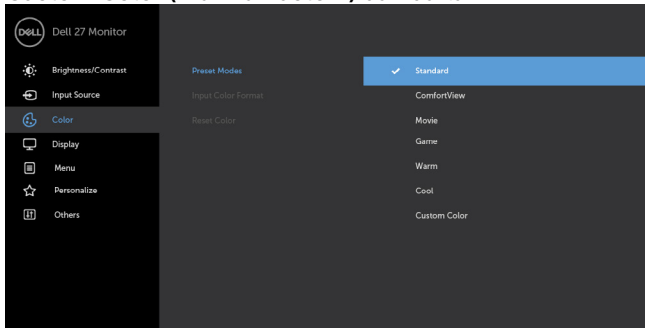 DELL Dell 27 Monitor
Brightness/Contrast Preset Modes Standard
Input Source Input Color Format ComfortView
Color Reset Color Movie
Display Game
Menu Warm
Personalize Cool
Others Custom Color